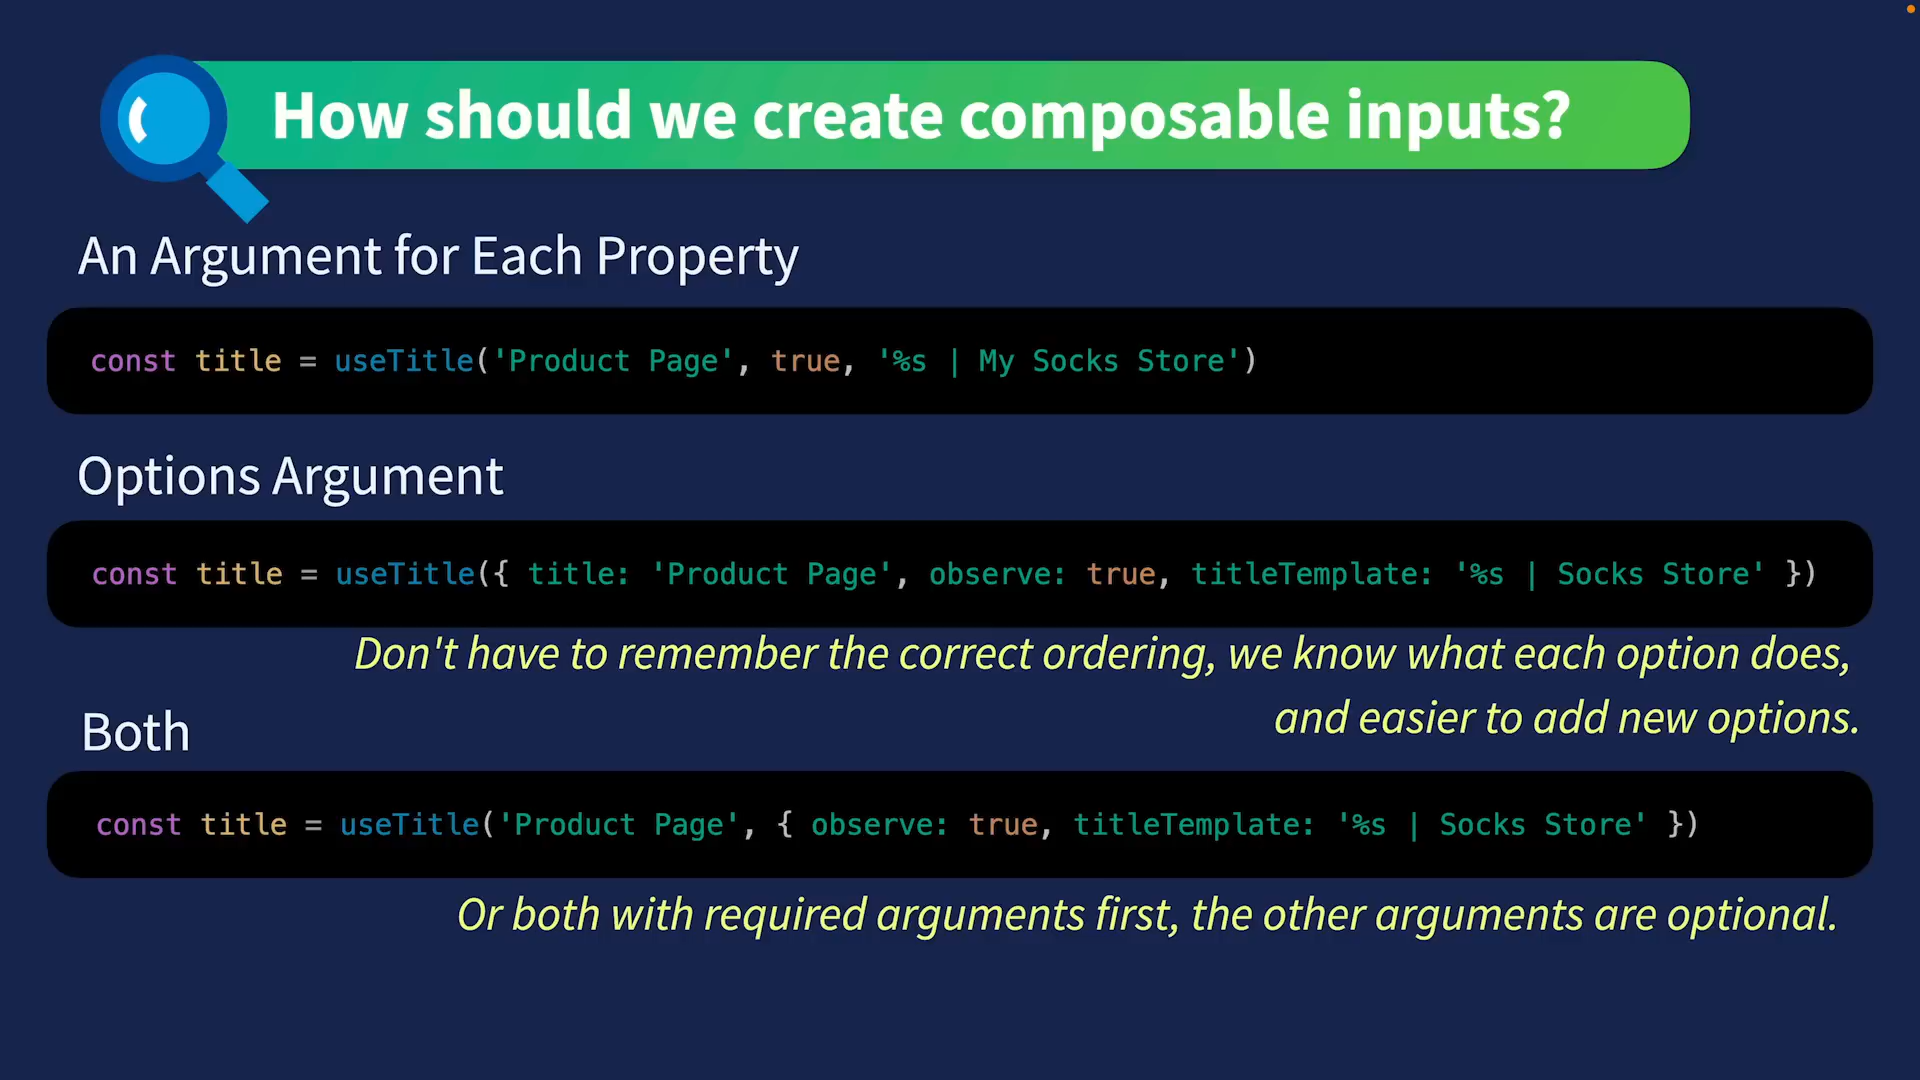 How should we create composable inputs?
An Argument for Each Property
const title = useTitle('Product Page', true, '%s | My Socks Store')
Options Argument
const title = useTitle({ title: 'Product Page', observe: true, titleTemplate: '%s | Socks Store' })
Don't have to remember the correct ordering, we know what each option does,
and easier to add new options.
Both
const title = useTitle('Product Page', { observe: true, titleTemplate: '%s | Socks Store' })
Or both with required arguments first, the other arguments are optional.